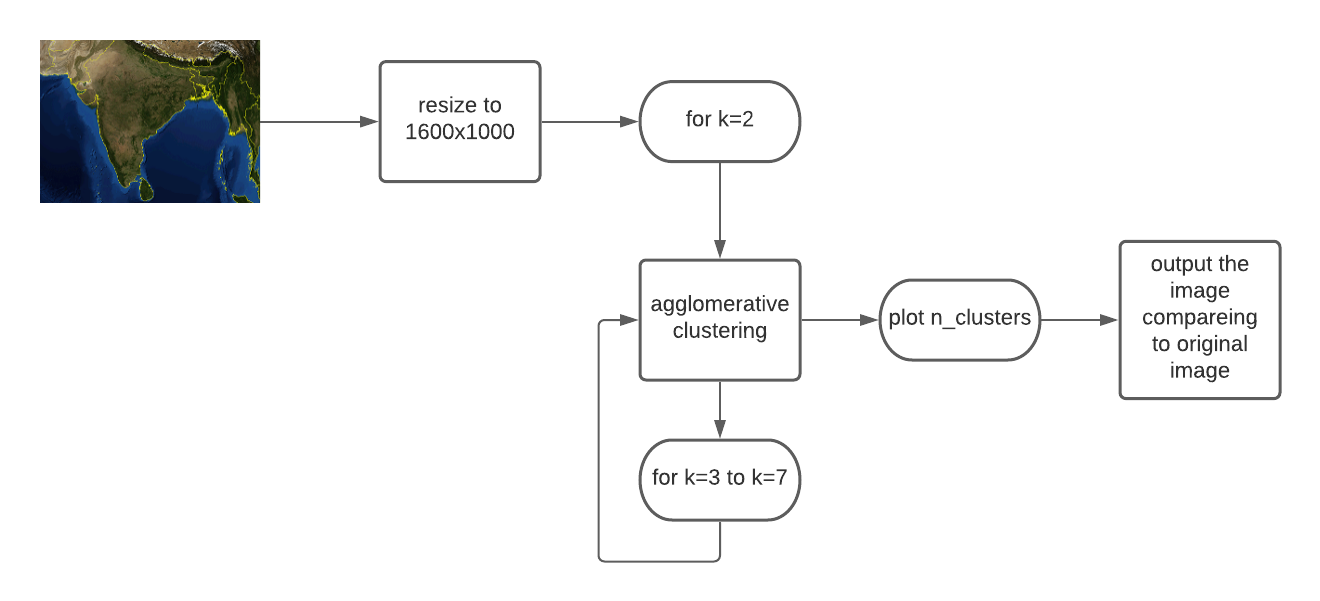 resize to
1600x1000
for k=2
agglomerative
clustering
plot n_clusters
output the
image
compareing
to original
image
for k=3 to k=7